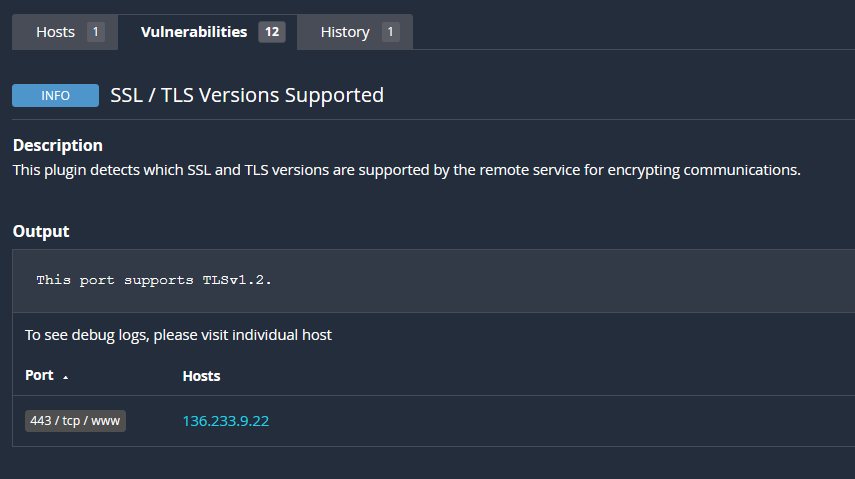 Hosts 1 Vulnerabilities 12 History 1
INFO SSL / TLS Versions Supported
Description
This plugin detects which SSL and TLS versions are supported by the remote service for encrypting communications.
Output
This port supports TLSv1.2.
To see debug logs, please visit individual host
Port Hosts
443 / tcp / www 136.233.9.22